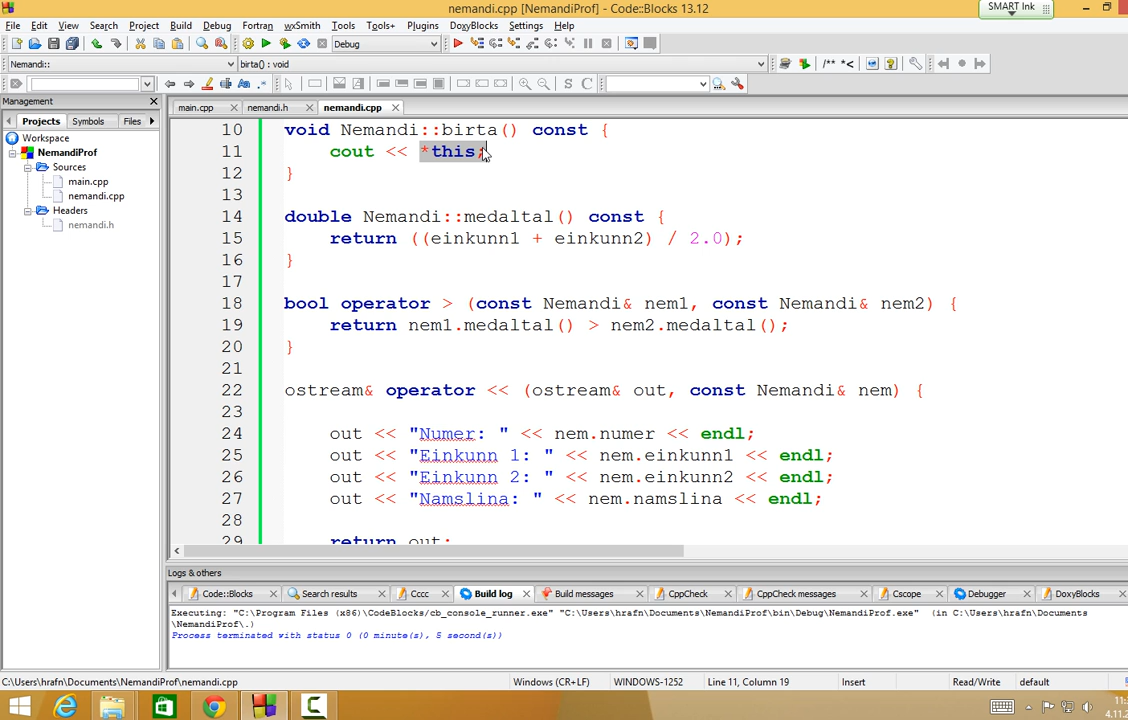 nemandi.cpp [NemandiProf] - Code::Blocks 13.12
SMART Ink
File Edit View Search Project Build Debug Fortran wxSmith Tools Tools+ Plugins DoxyBlocks Settings Help
Debug
Nemandi:: birta() : void
/** *<
Aa
S C
Management
main.cpp nemandi.h nemandi.cpp
Projects Symbols Files
Workspace
NemandiProf
Sources
main.cpp
nemandi.cpp
Headers
nemandi.h
10 void Nemandi::birta() const {
11 cout << *this;
12 }
13
14 double Nemandi::medaltal() const {
15 return ((einkunn1 + einkunn2) / 2.0);
16 }
17
18 bool operator > (const Nemandi& nem1, const Nemandi& nem2) {
19 return nem1.medaltal() > nem2.medaltal();
20 }
21
22 ostream& operator << (ostream& out, const Nemandi& nem) {
23
24 out << "Numer: " << nem.numer << endl;
25 out << "Einkunn 1: " << nem.einkunn1 << endl;
26 out << "Einkunn 2: " << nem.einkunn2 << endl;
27 out << "Namslina: " << nem.namslina << endl;
28
29 return out;
Logs & others
Code::Blocks Search results Cccc Build log Build messages CppCheck CppCheck messages Cscope Debugger DoxyBlocks
Executing: "C:\Program Files (x86)\CodeBlocks/cb_console_runner.exe" "C:\Users\hrafn\Documents\NemandiProf\bin\Debug\NemandiProf.exe" (in C:\Users\hrafn\Documents
\NemandiProf\.)
Process terminated with status 0 (0 minute(s), 5 second(s))
C:\Users\hrafn\Documents\NemandiProf\nemandi.cpp Windows (CR+LF) WINDOWS-1252 Line 11, Column 19 Insert Read/Write default
4.11.2